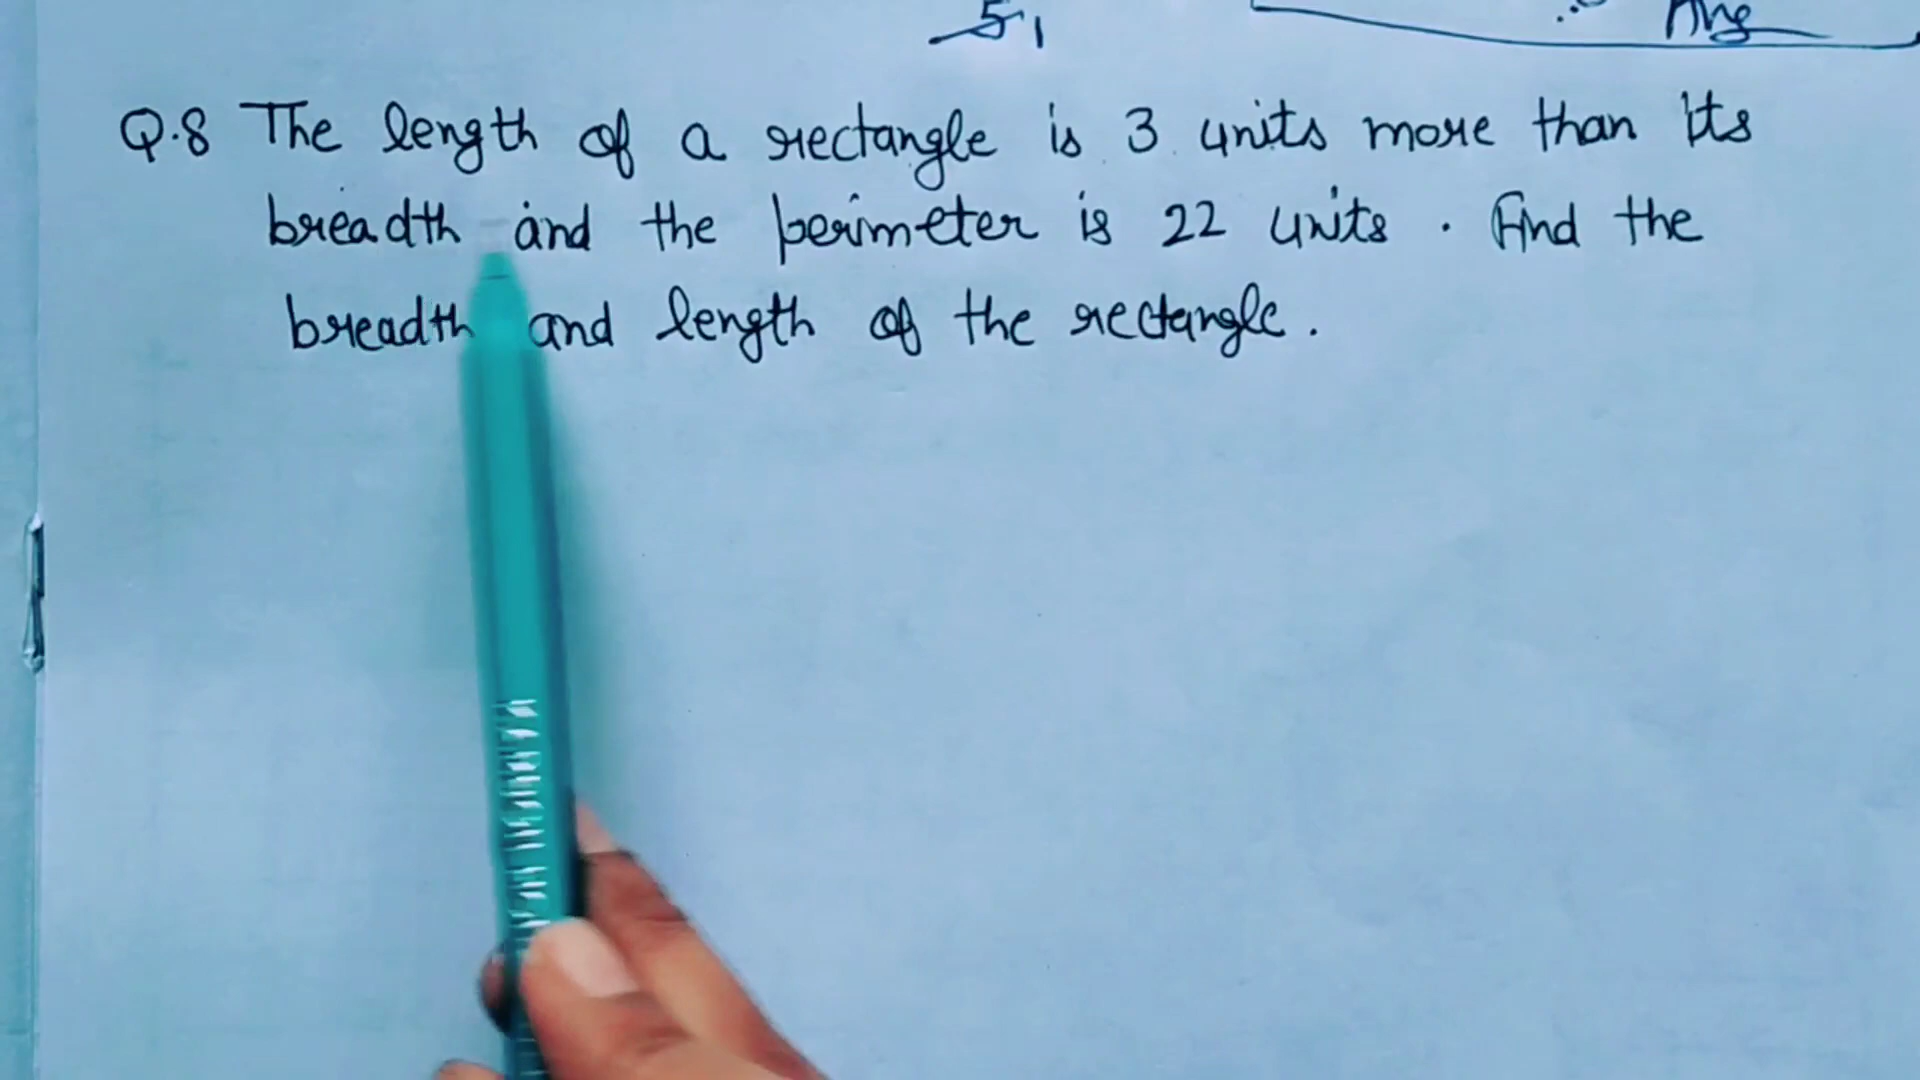 Ans
Q.8 The length of a rectangle is 3 units more than its
breadth and the perimeter is 22 units. Find the
breadth and length of the rectangle.